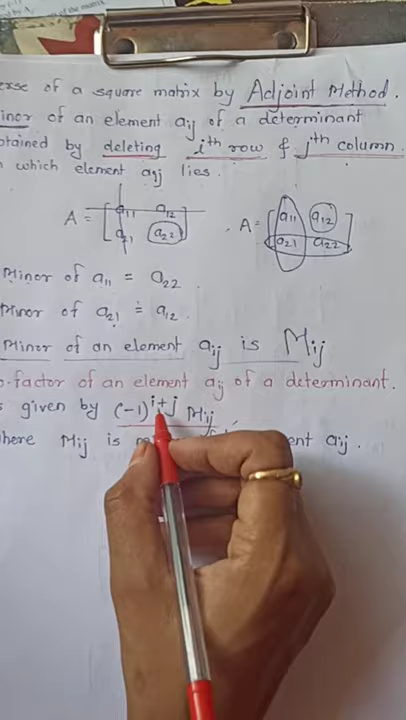 erse of a square matrix by Adjoint Method.
inor of an element aij of a determinant
btained by deleting ith row & jth column.
n which element aij lies.
A = [a11 a12
a21 a22]
A = [a11 a12
a21 a22]
Minor of a11 = a22
Minor of a21 = a12.
Minor of an element aij is Mij
o-factor of an element aij of a determinant.
s given by (-1)^i+j Mij
here Mij is ent aij.